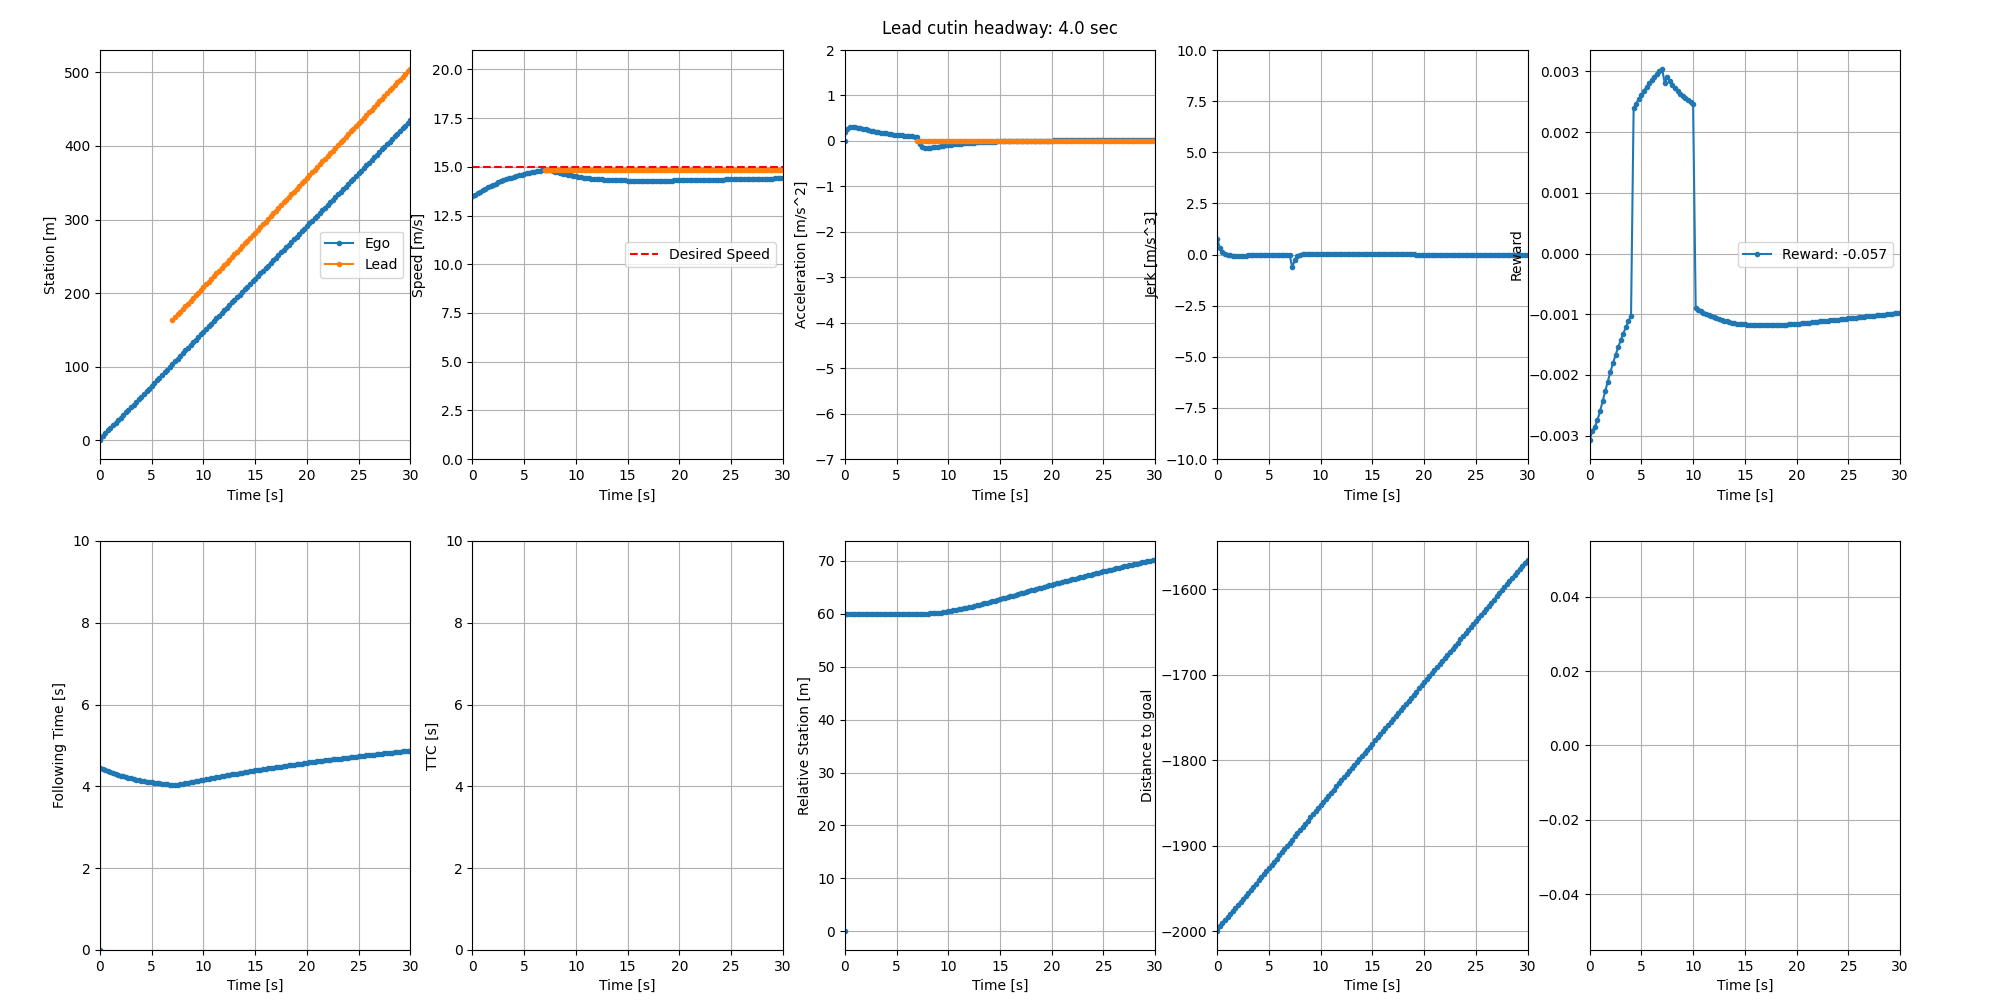 Lead cutin headway: 4.0 sec
Station [m]
500
400
300
200
100
0
Ego
Lead
0 5 10 15 20 25 30
Time [s]
Speed [m/s]
20.0
17.5
15.0
12.5
10.0
7.5
5.0
2.5
0.0
Desired Speed
0 5 10 15 20 25 30
Time [s]
Acceleration [m/s^2]
2
1
0
−1
−2
−3
−4
−5
−6
−7
0 5 10 15 20 25 30
Time [s]
Jerk [m/s^3]
10.0
7.5
5.0
2.5
0.0
−2.5
−5.0
−7.5
−10.0
0 5 10 15 20 25 30
Time [s]
Reward
0.003
0.002
0.001
0.000
−0.001
−0.002
−0.003
Reward: -0.057
0 5 10 15 20 25 30
Time [s]
Following Time [s]
10
8
6
4
2
0
0 5 10 15 20 25 30
Time [s]
TTC [s]
10
8
6
4
2
0
0 5 10 15 20 25 30
Time [s]
Relative Station [m]
70
60
50
40
30
20
10
0
0 5 10 15 20 25 30
Time [s]
Distance to goal
−1600
−1700
−1800
−1900
−2000
0 5 10 15 20 25 30
Time [s]
0.04
0.02
0.00
−0.02
−0.04
0 5 10 15 20 25 30
Time [s]